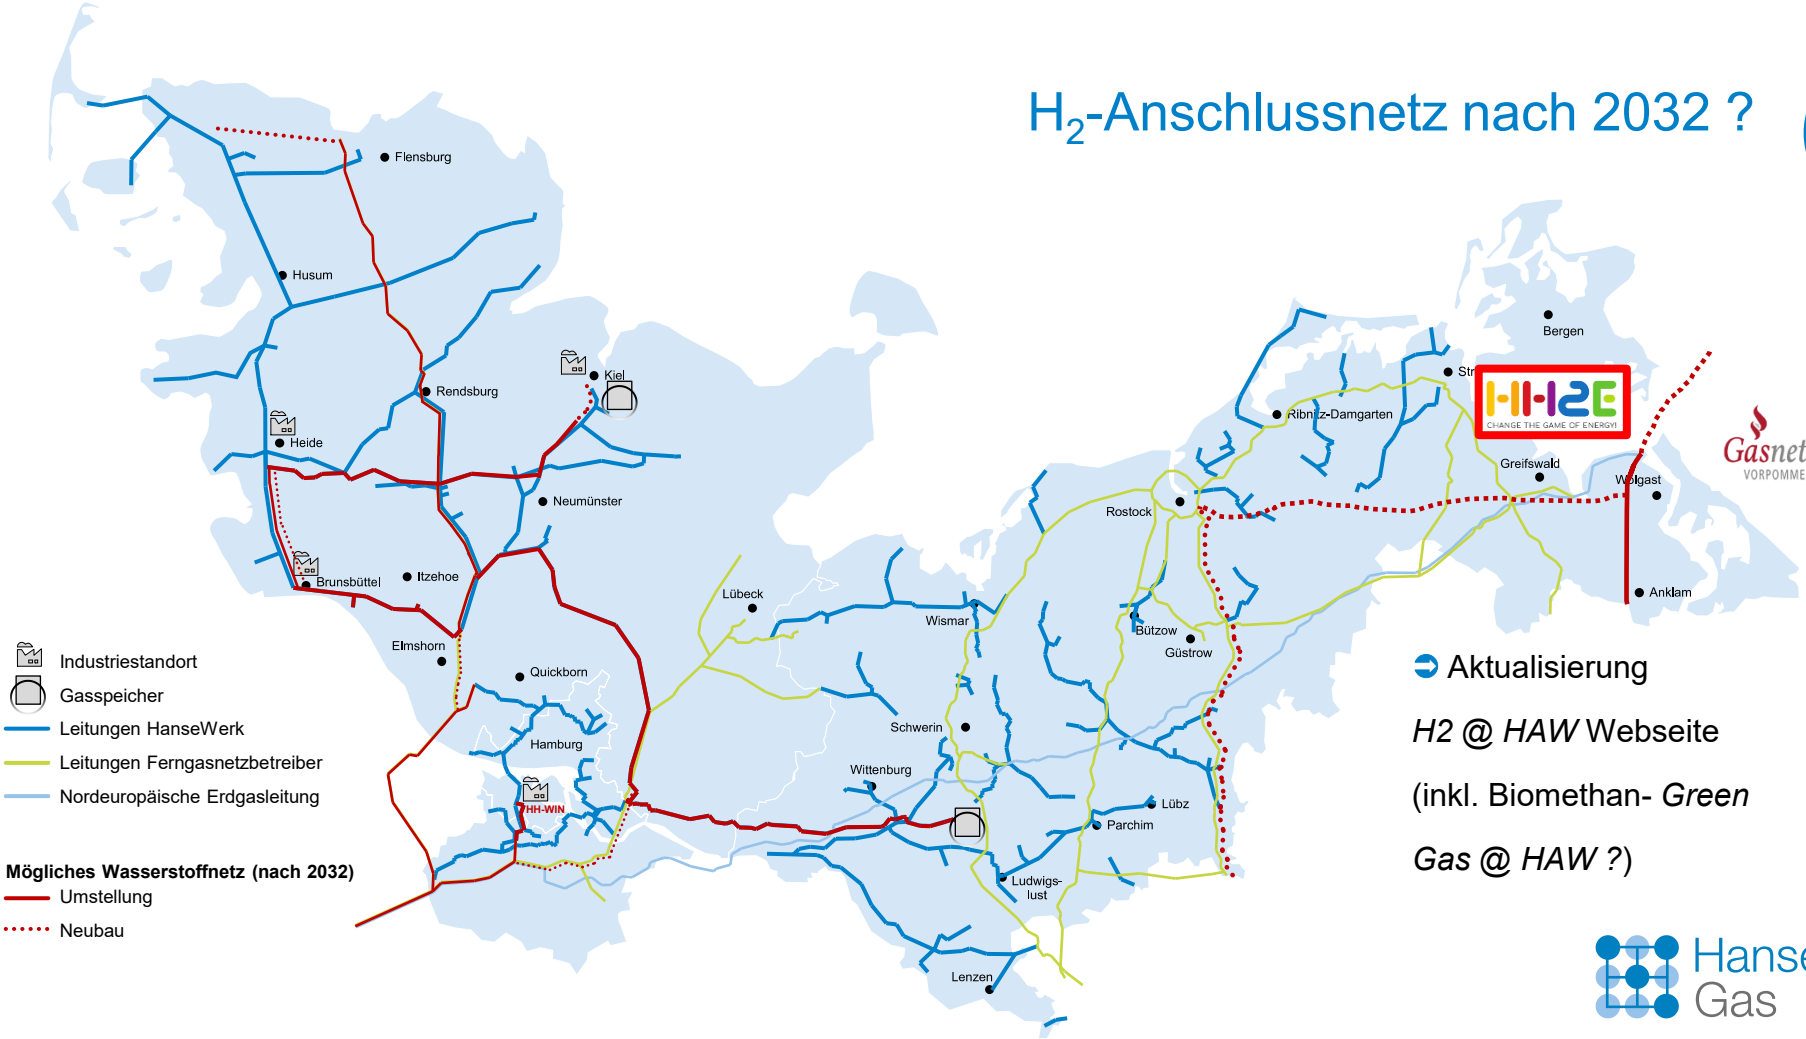 H2-Anschlussnetz nach 2032 ?
Flensburg
Husum
Bergen
Kiel
Rendsburg
Str
HH2E
CHANGE THE GAME OF ENERGY!
Ribnitz-Damgarten
Heide
Gasnet
VORPOMME
Greifswald
Wolgast
Neumünster
Rostock
Itzehoe
Brunsbüttel
Lübeck
Anklam
Wismar
Bützow
Güstrow
Elmshorn
Quickborn
Schwerin
Hamburg
Wittenburg
HH-WIN
Lübz
Parchim
Ludwigs-
lust
Lenzen
Industriestandort
Gasspeicher
Leitungen HanseWerk
Leitungen Ferngasnetzbetreiber
Nordeuropäische Erdgasleitung
Mögliches Wasserstoffnetz (nach 2032)
Umstellung
Neubau
Aktualisierung
H2 @ HAW Webseite
(inkl. Biomethan- Green
Gas @ HAW ?)
Hanse
Gas